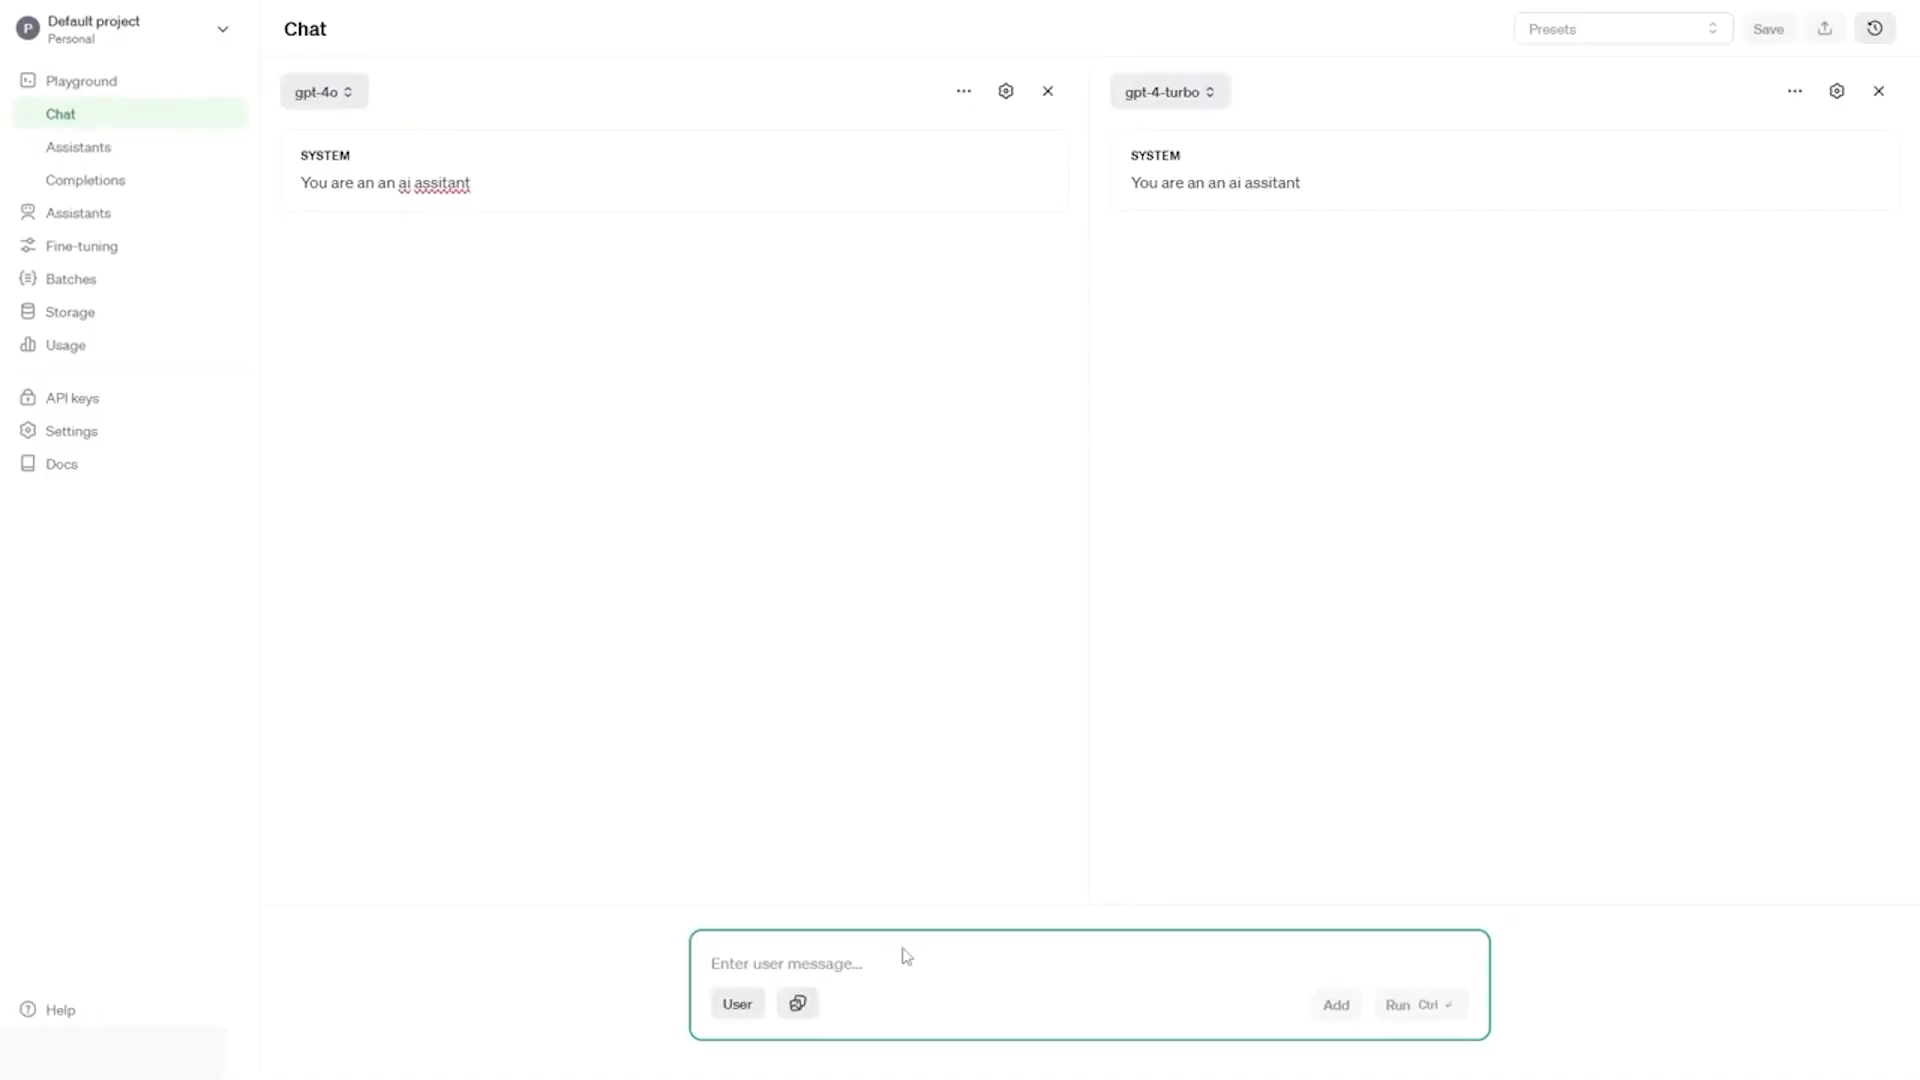 P
Default project
Personal
Playground
Chat
Assistants
Completions
Assistants
Fine-tuning
Batches
Storage
Usage
API keys
Settings
Docs
Help
Chat
Presets
Save
gpt-4o
SYSTEM
You are an an ai assitant
gpt-4-turbo
SYSTEM
You are an an ai assitant
Enter user message...
User
Add
Run Ctrl ↵